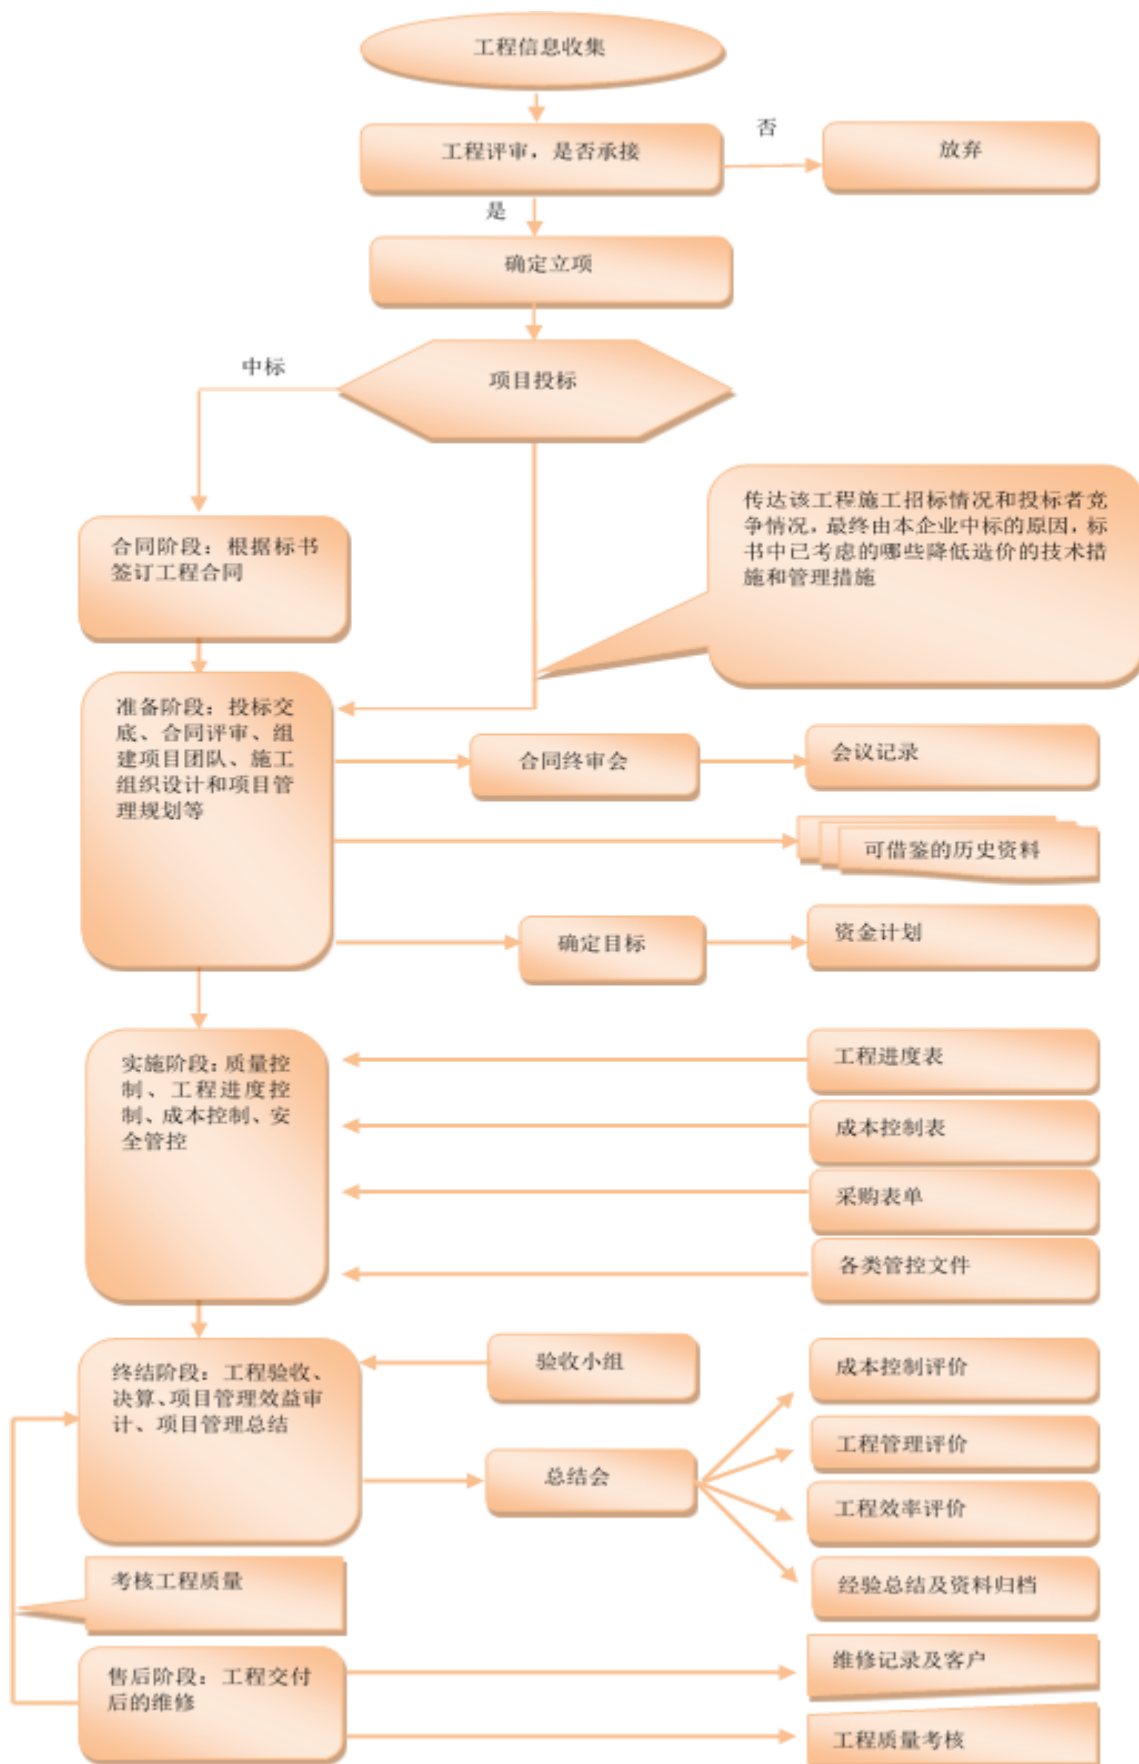 工程信息收集
工程评审，是否承接
否
放弃
是
确定立项
中标
项目投标
传达该工程施工招标情况和投标者竞
争情况，最终由本企业中标的原因，标
书中已考虑的哪些降低造价的技术措
施和管理措施
合同阶段：根据标书
签订工程合同
准备阶段：投标交
底、合同评审、组
建项目团队、施工
组织设计和项目管
理规划等
合同终审会
会议记录
可借鉴的历史资料
确定目标
资金计划
实施阶段：质量控
制、工程进度控
制、成本控制、安
全管控
工程进度表
成本控制表
采购表单
各类管控文件
终结阶段：工程验收、
决算、项目管理效益审
计、项目管理总结
验收小组
总结会
成本控制评价
工程管理评价
工程效率评价
经验总结及资料归档
考核工程质量
售后阶段：工程交付
后的维修
维修记录及客户
工程质量考核